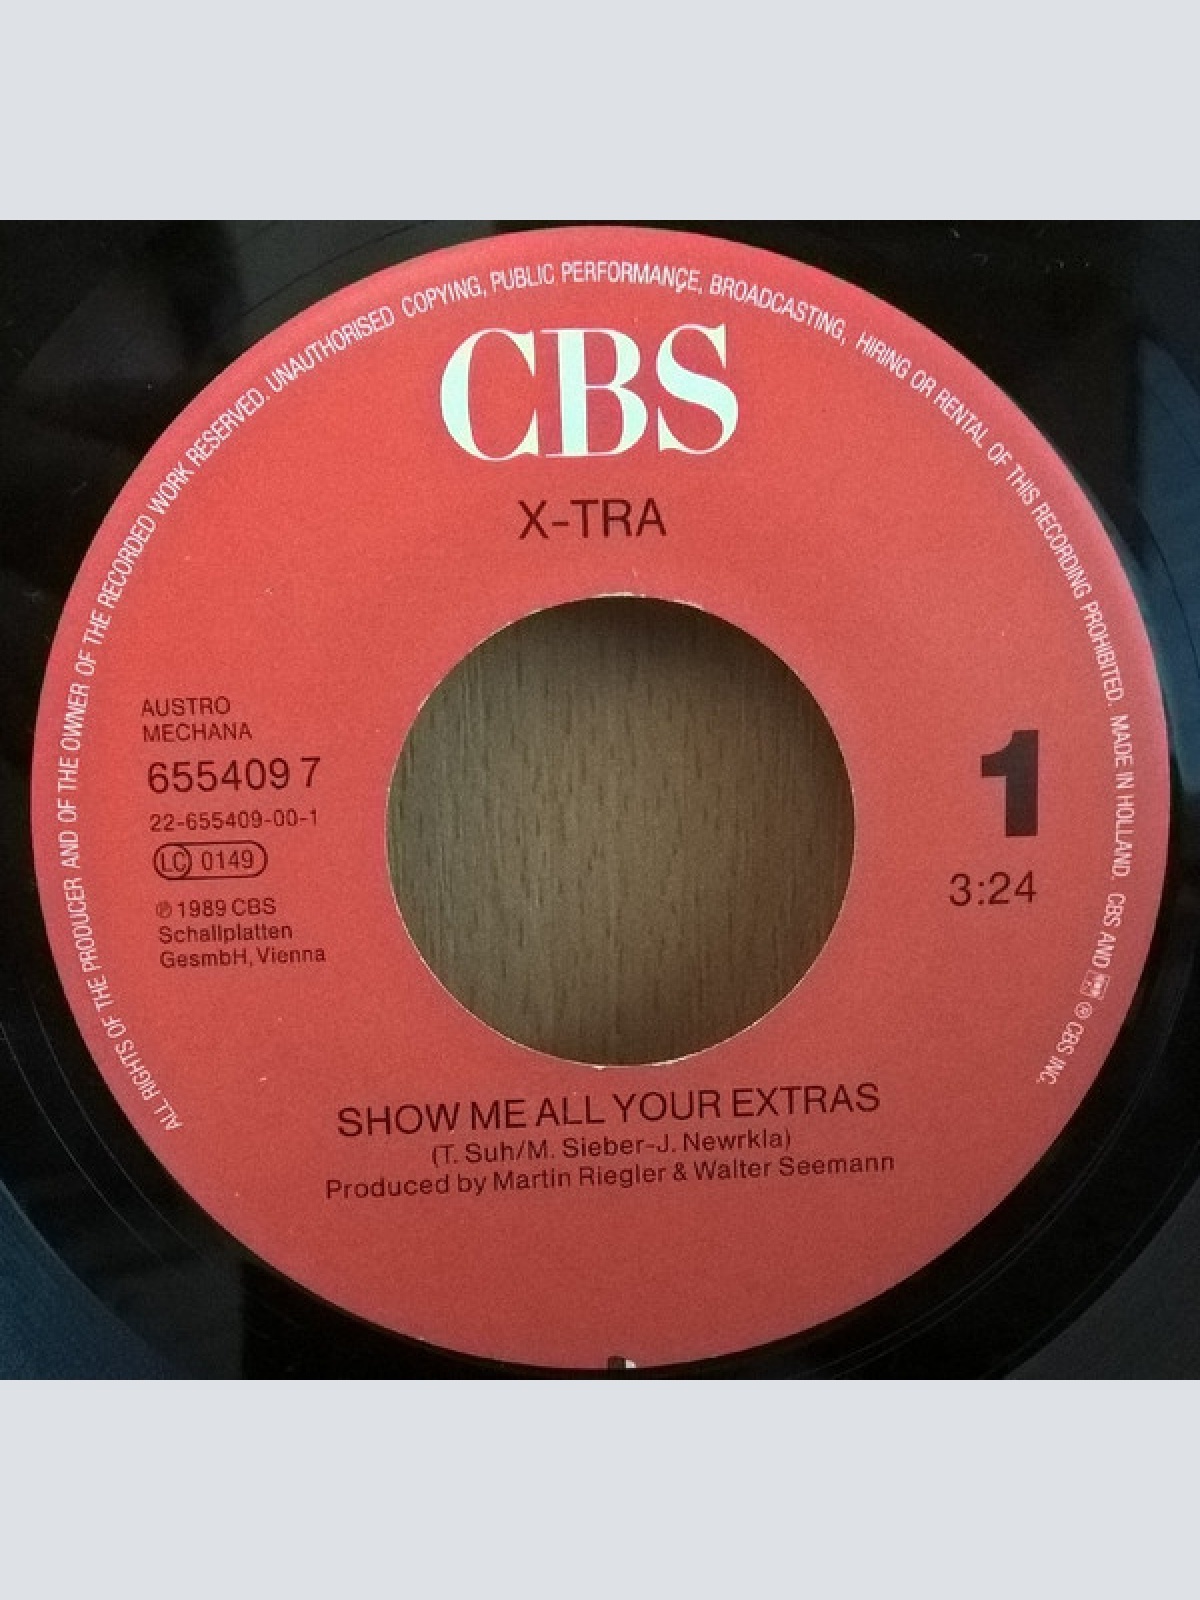 ALL RIGHTS OF THE PRODUCER AND OF THE OWNER OF THE RECORDED WORK RESERVED. UNAUTHORISED COPYING, PUBLIC PERFORMANCE, BROADCASTING, HIRING OR RENTAL OF THIS RECORDING PROHIBITED. MADE IN HOLLAND. CBS AND ® CBS INC.
CBS
X-TRA
AUSTRO
MECHANA
655409 7
22-655409-00-1
LC 0149
℗ 1989 CBS
Schallplatten
GesmbH, Vienna
1
3:24
SHOW ME ALL YOUR EXTRAS
(T. Suh/M. Sieber-J. Newrkla)
Produced by Martin Riegler & Walter Seemann